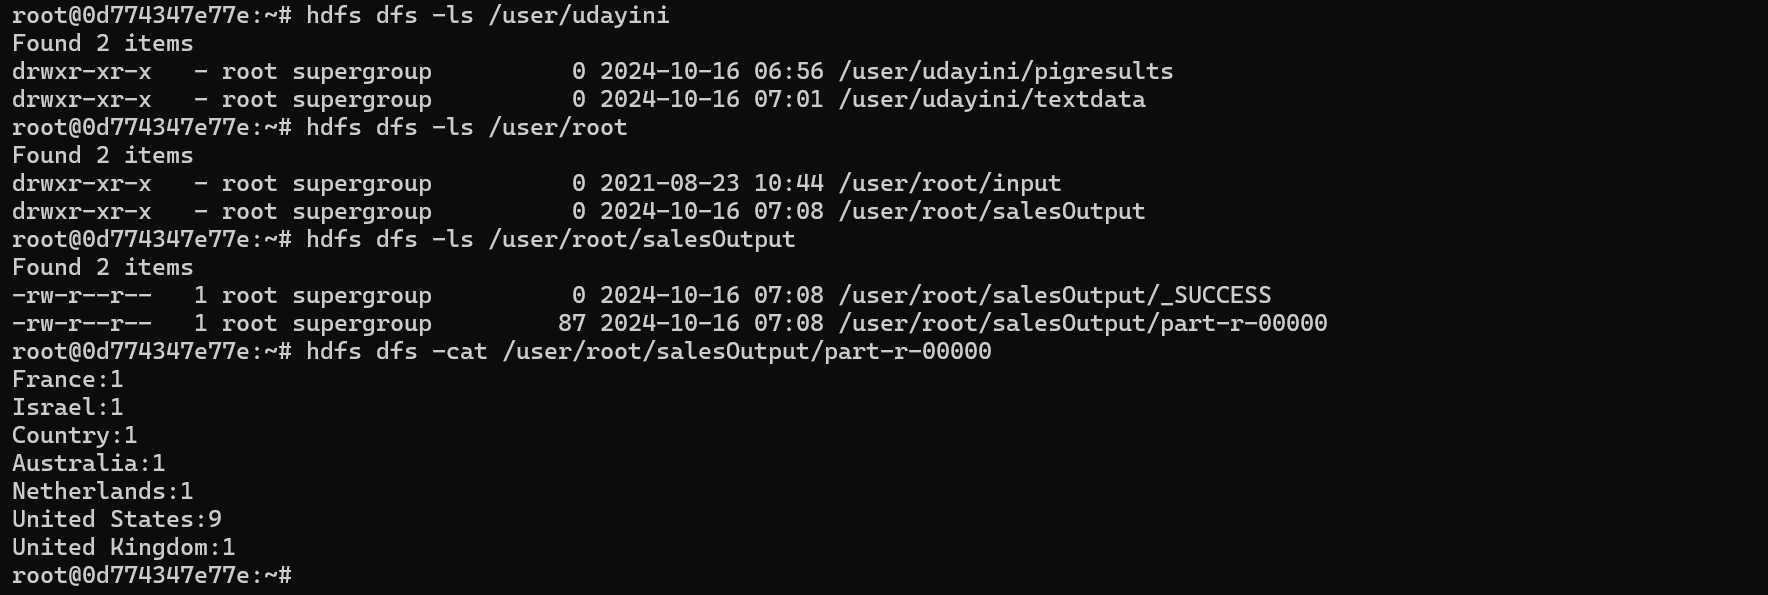 root@0d774347e77e:~# hdfs dfs -ls /user/udayini
Found 2 items
drwxr-xr-x   - root supergroup          0 2024-10-16 06:56 /user/udayini/pigresults
drwxr-xr-x   - root supergroup          0 2024-10-16 07:01 /user/udayini/textdata
root@0d774347e77e:~# hdfs dfs -ls /user/root
Found 2 items
drwxr-xr-x   - root supergroup          0 2021-08-23 10:44 /user/root/input
drwxr-xr-x   - root supergroup          0 2024-10-16 07:08 /user/root/salesOutput
root@0d774347e77e:~# hdfs dfs -ls /user/root/salesOutput
Found 2 items
-rw-r--r--   1 root supergroup          0 2024-10-16 07:08 /user/root/salesOutput/_SUCCESS
-rw-r--r--   1 root supergroup         87 2024-10-16 07:08 /user/root/salesOutput/part-r-00000
root@0d774347e77e:~# hdfs dfs -cat /user/root/salesOutput/part-r-00000
France:1
Israel:1
Country:1
Australia:1
Netherlands:1
United States:9
United Kingdom:1
root@0d774347e77e:~#